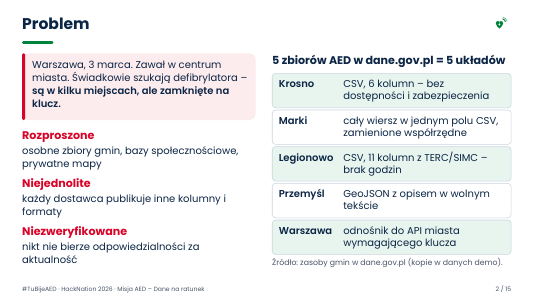 Problem
Warszawa, 3 marca. Zawał w centrum
miasta. Świadkowie szukają defibrylatora –
są w kilku miejscach, ale zamknięte na
klucz.
Rozproszone
osobne zbiory gmin, bazy społecznościowe,
prywatne mapy
Niejednolite
każdy dostawca publikuje inne kolumny i
formaty
Niezweryfikowane
nikt nie bierze odpowiedzialności za
aktualność
5 zbiorów AED w dane.gov.pl = 5 układów
Krosno CSV, 6 kolumn – bez
dostępności i zabezpieczenia
Marki cały wiersz w jednym polu CSV,
zamienione współrzędne
Legionowo CSV, 11 kolumn z TERC/SIMC –
brak godzin
Przemyśl GeoJSON z opisem w wolnym
tekście
Warszawa odnośnik do API miasta
wymagającego klucza
Źródło: zasoby gmin w dane.gov.pl (kopie w danych demo).
#TuBijeAED · HackNation 2026 · Misja AED – Dane na ratunek
2 / 15